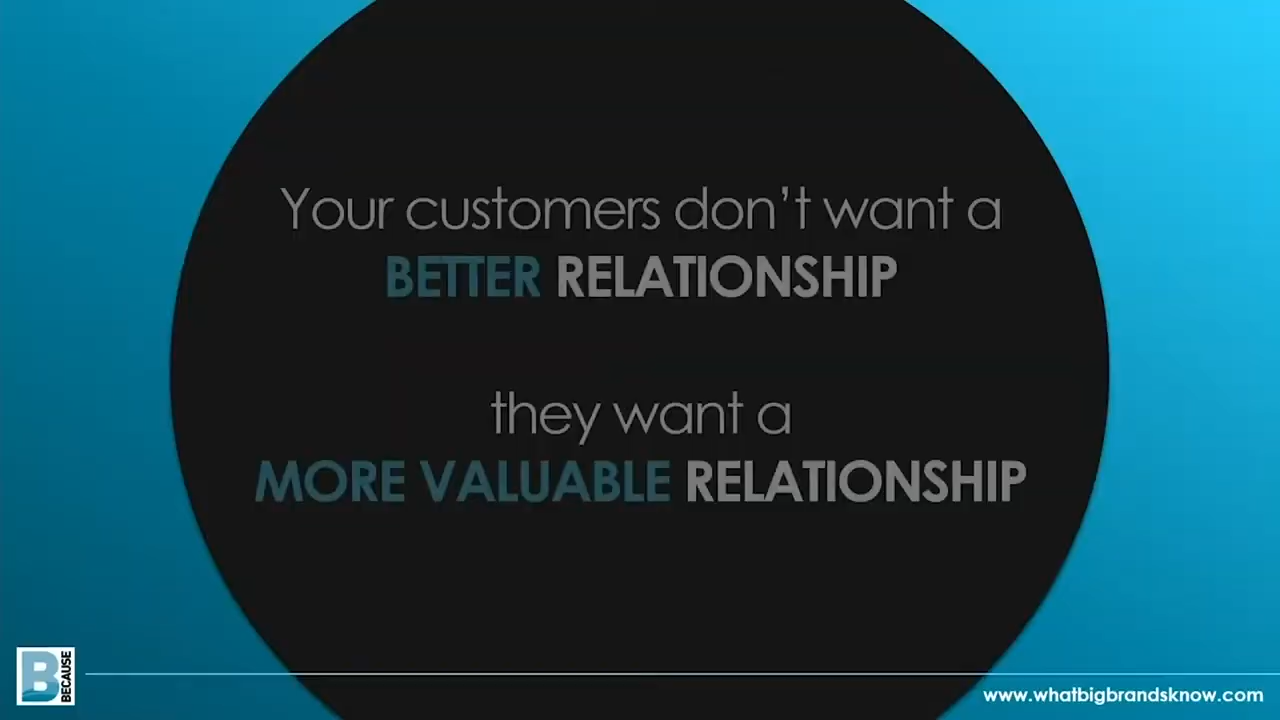 Your customers don’t want a
BETTER RELATIONSHIP
they want a
MORE VALUABLE RELATIONSHIP
B BECAUSE
www.whatbigbrandsknow.com